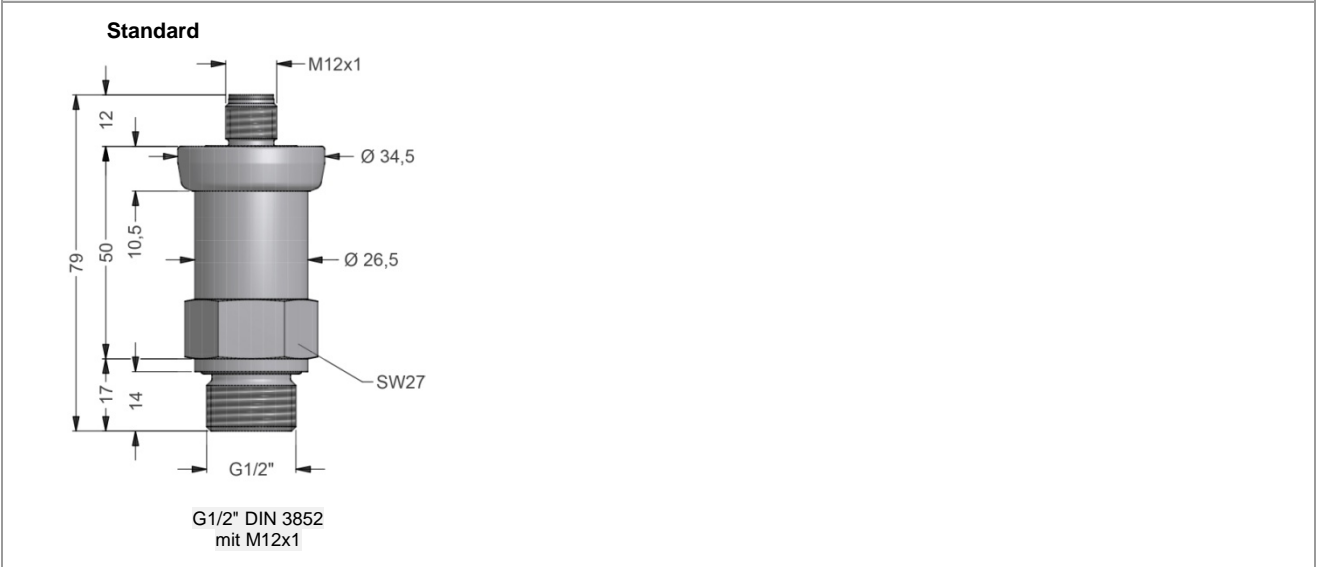 Standard
M12x1
12
Ø 34,5
10,5
50
79
Ø 26,5
SW27
17
14
G1/2"
G1/2" DIN 3852
mit M12x1